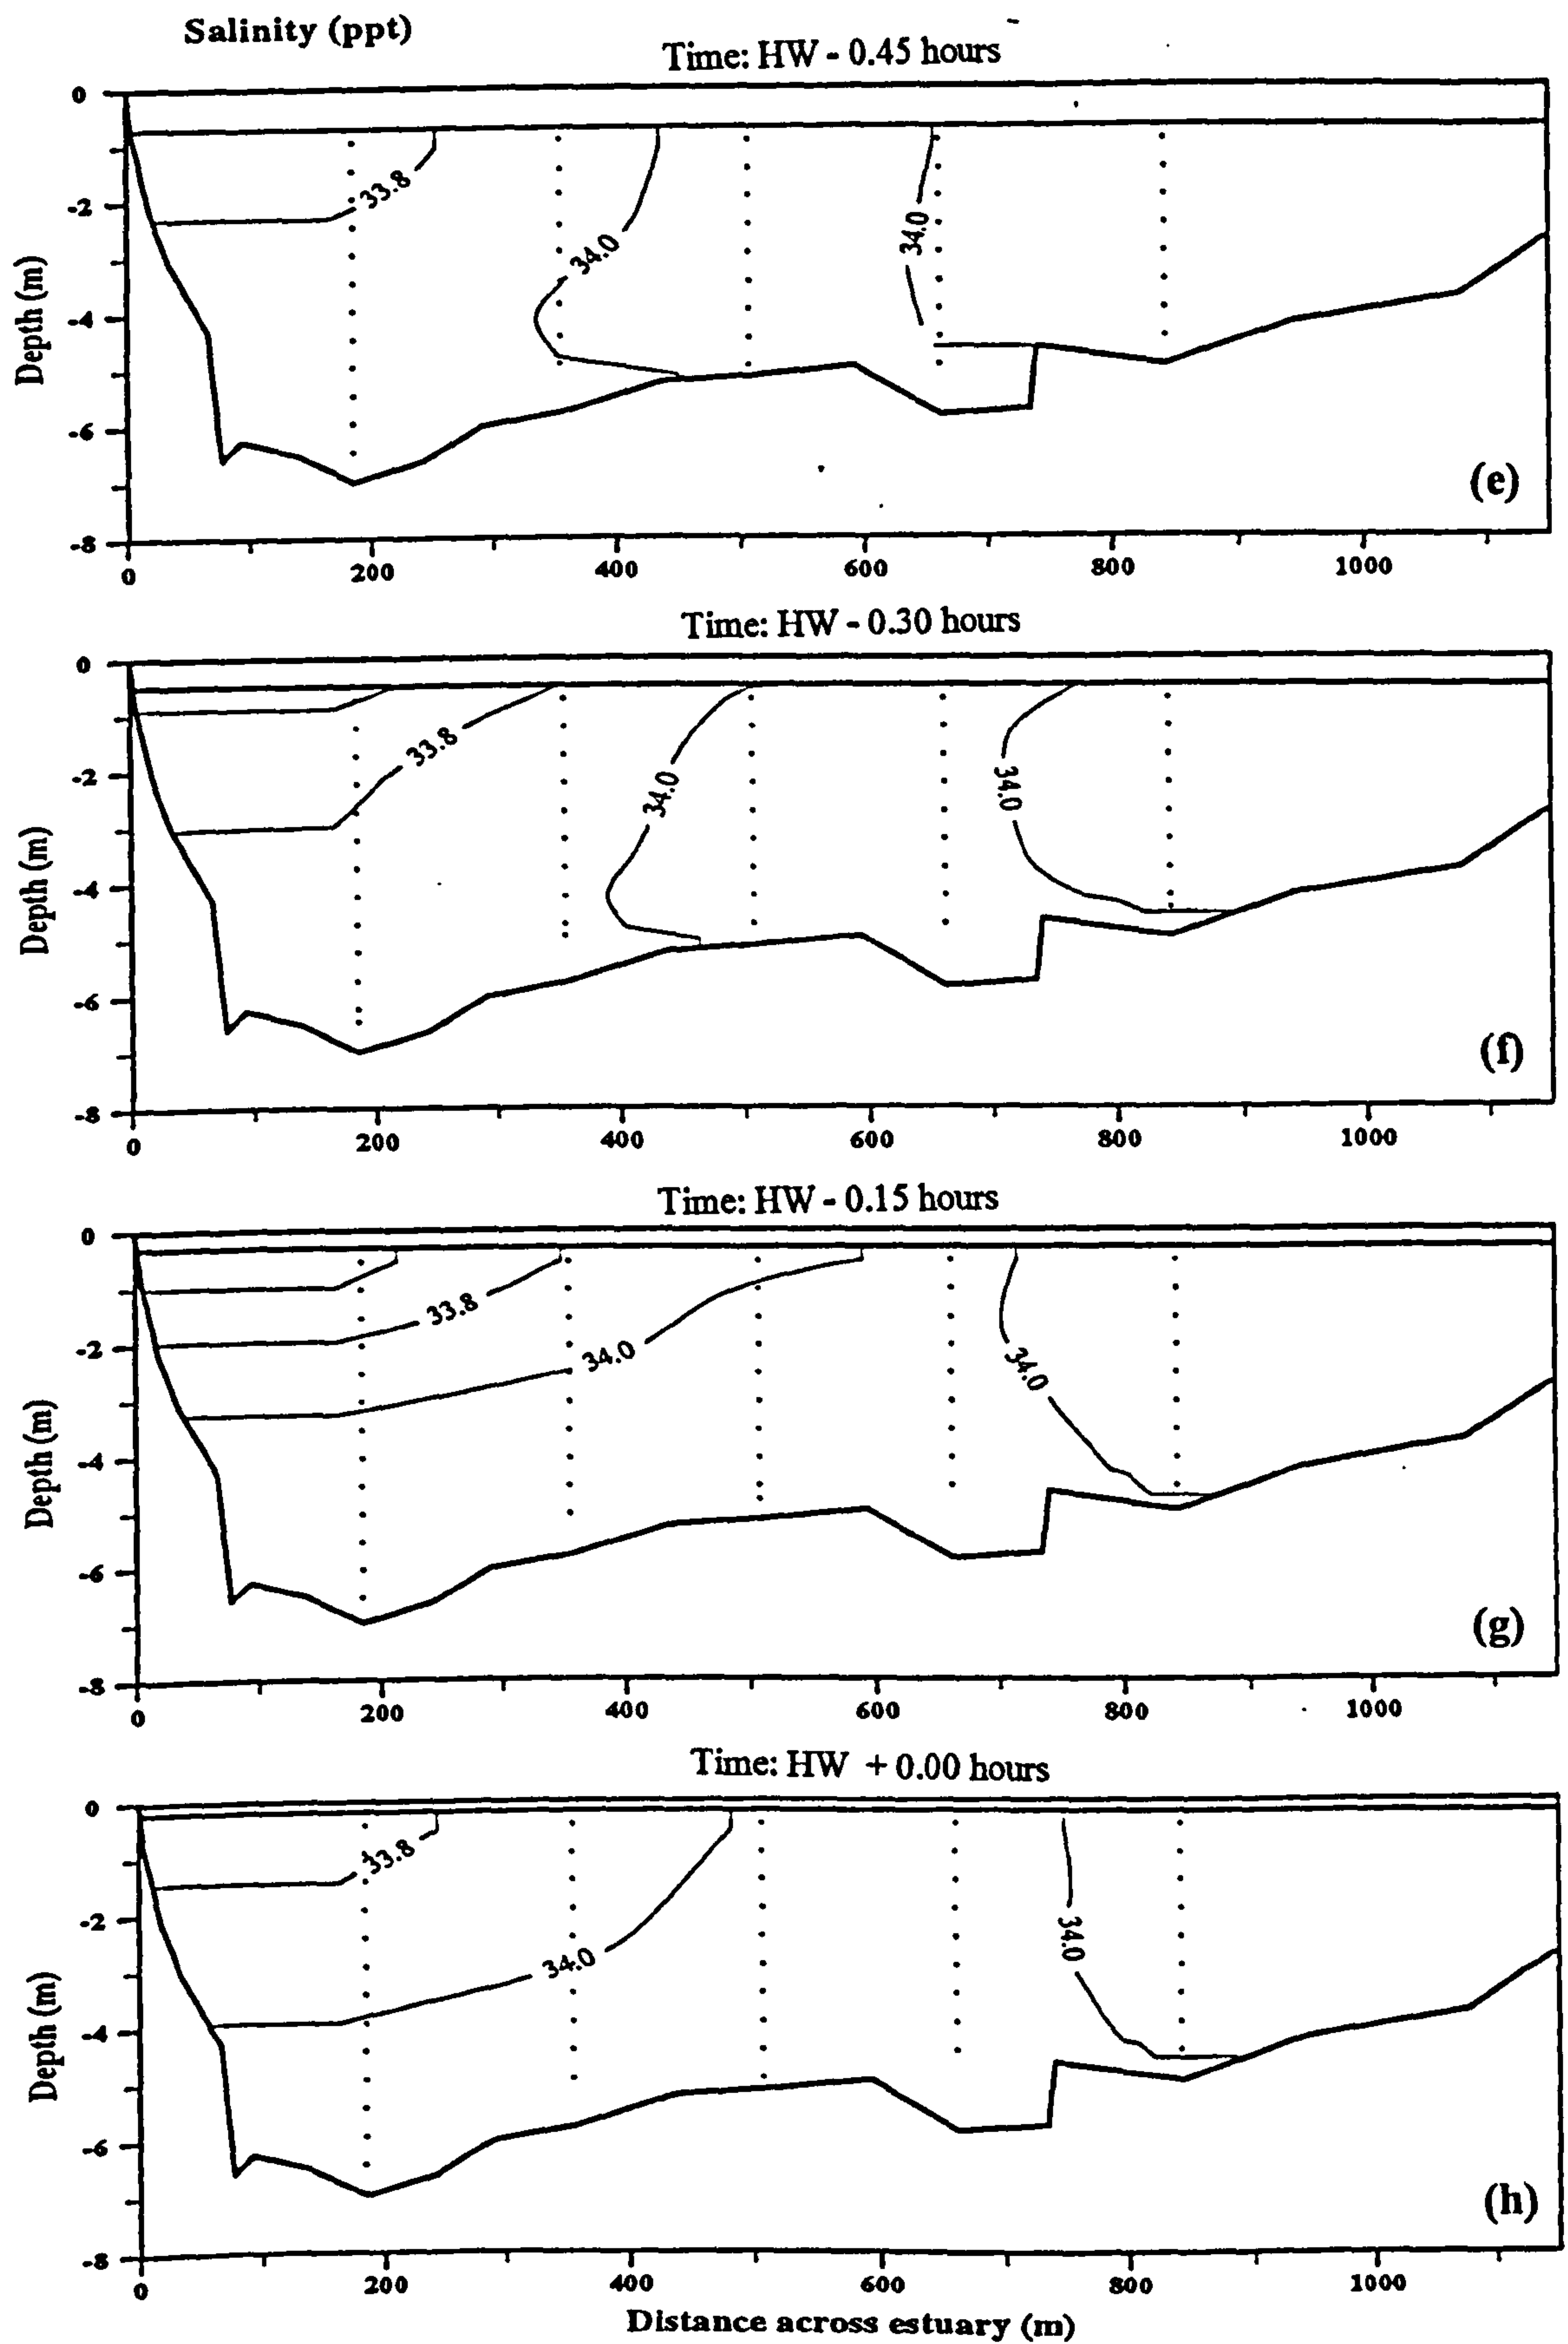 Salinity (ppt)
Time: HW - 0.45 hours
0
-2
-4
-6
-8
Depth (m)
33.8
34.0
34.0
(e)
0 200 400 600 800 1000
Time: HW - 0.30 hours
0
-2
-4
-6
-8
Depth (m)
33.8
34.0
34.0
(f)
0 200 400 600 800 1000
Time: HW - 0.15 hours
0
-2
-4
-6
-8
Depth (m)
33.8
34.0
34.0
(g)
0 200 400 600 800 1000
Time: HW + 0.00 hours
0
-2
-4
-6
-8
Depth (m)
33.8
34.0
34.0
(h)
0 200 400 600 800 1000
Distance across estuary (m)